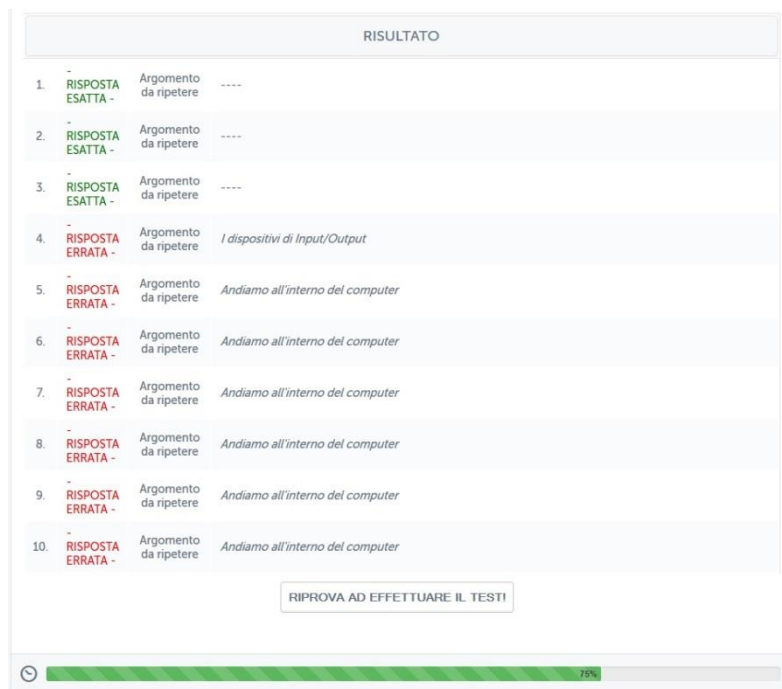 RISULTATO
1. - RISPOSTA ESATTA - Argomento da ripetere ----
2. - RISPOSTA ESATTA - Argomento da ripetere ----
3. - RISPOSTA ESATTA - Argomento da ripetere ----
4. - RISPOSTA ERRATA - Argomento da ripetere I dispositivi di Input/Output
5. - RISPOSTA ERRATA - Argomento da ripetere Andiamo all'interno del computer
6. - RISPOSTA ERRATA - Argomento da ripetere Andiamo all'interno del computer
7. - RISPOSTA ERRATA - Argomento da ripetere Andiamo all'interno del computer
8. - RISPOSTA ERRATA - Argomento da ripetere Andiamo all'interno del computer
9. - RISPOSTA ERRATA - Argomento da ripetere Andiamo all'interno del computer
10. - RISPOSTA ERRATA - Argomento da ripetere Andiamo all'interno del computer
RIPROVA AD EFFETTUARE IL TEST!
75%